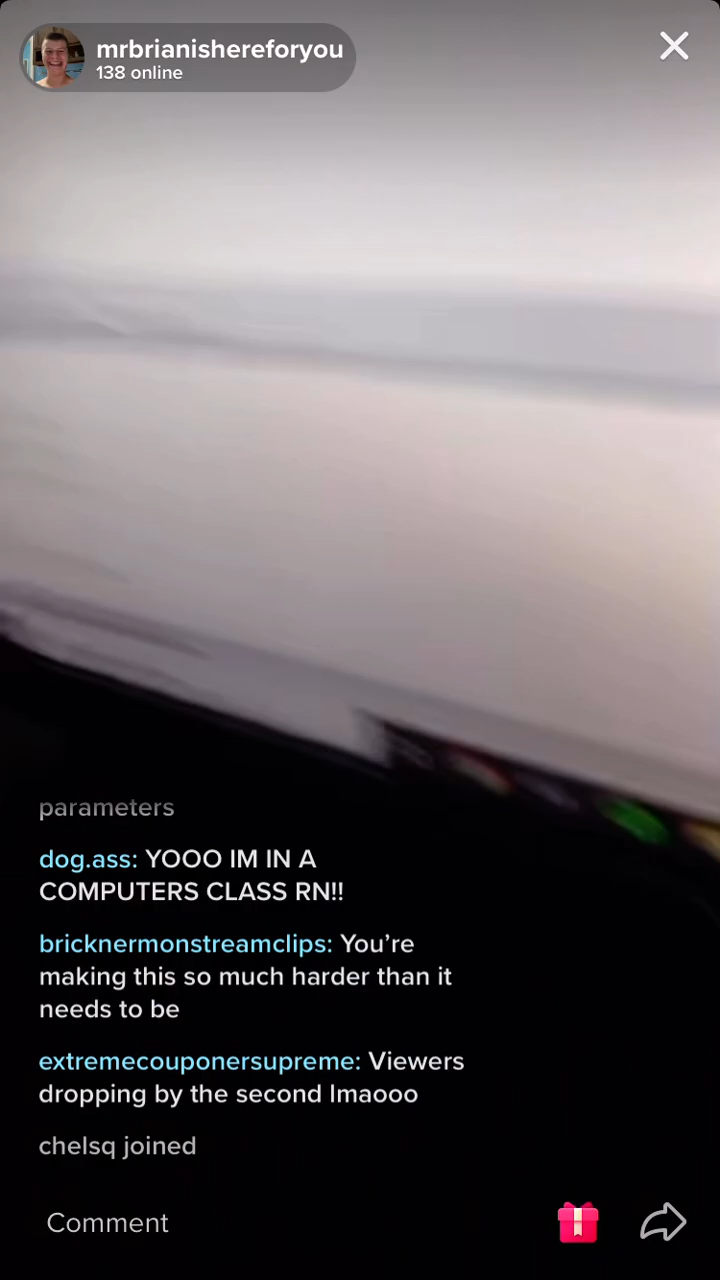 mrbrianishereforyou
138 online
parameters
dog.ass: YOOO IM IN A
COMPUTERS CLASS RN!!
bricknermonstreamclips: You’re
making this so much harder than it
needs to be
extremecouponersupreme: Viewers
dropping by the second lmaooo
chelsq joined
Comment